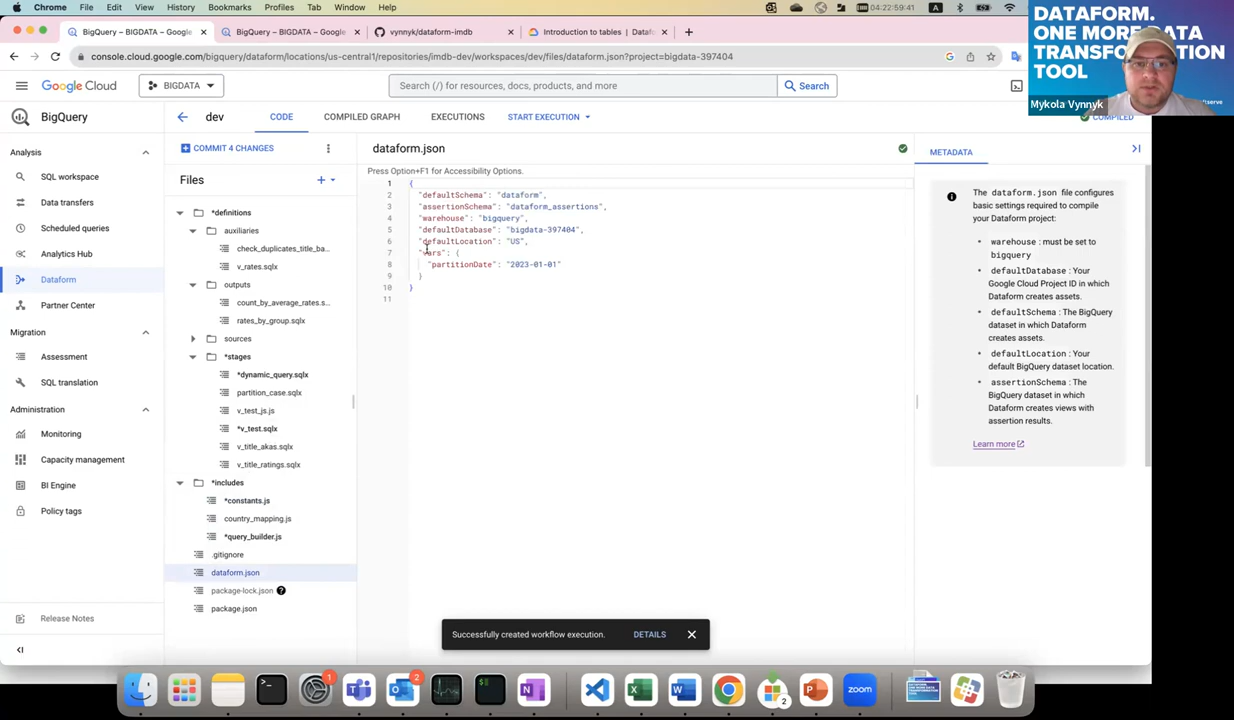 Chrome File Edit View History Bookmarks Profiles Tab Window Help
A
04:22:59:41
BigQuery – BIGDATA – Google
BigQuery – BIGDATA – Google
vynnyk/dataform-imdb
Introduction to tables | Dataf
console.cloud.google.com/bigquery/dataform/locations/us-central1/repositories/imdb-dev/workspaces/dev/files/dataform.json?project=bigdata-397404
Google Cloud
BIGDATA
Search (/) for resources, docs, products, and more
Search
DATAFORM.
ONE MORE DATA
TRANSFORMATION
TOOL
Mykola Vynnyk
BigQuery
dev
CODE
COMPILED GRAPH
EXECUTIONS
START EXECUTION
COMPILED
Analysis
SQL workspace
Data transfers
Scheduled queries
Analytics Hub
Dataform
Partner Center
Migration
Assessment
SQL translation
Administration
Monitoring
Capacity management
BI Engine
Policy tags
Release Notes
COMMIT 4 CHANGES
Files
*definitions
auxiliaries
check_duplicates_title_ba...
v_rates.sqlx
outputs
count_by_average_rates.s...
rates_by_group.sqlx
sources
*stages
*dynamic_query.sqlx
partition_case.sqlx
v_test_js.js
*v_test.sqlx
v_title_akas.sqlx
v_title_ratings.sqlx
*includes
*constants.js
country_mapping.js
*query_builder.js
.gitignore
dataform.json
package-lock.json
package.json
dataform.json
Press Option+F1 for Accessibility Options.
1 {
2 "defaultSchema": "dataform",
3 "assertionSchema": "dataform_assertions",
4 "warehouse": "bigquery",
5 "defaultDatabase": "bigdata-397404",
6 "defaultLocation": "US",
7 "vars": {
8 "partitionDate": "2023-01-01"
9 }
10 }
11
METADATA
The dataform.json file configures
basic settings required to compile
your Dataform project:
• warehouse: must be set to
bigquery
• defaultDatabase: Your
Google Cloud Project ID in which
Dataform creates assets.
• defaultSchema: The BigQuery
dataset in which Dataform
creates assets.
• defaultLocation: Your
default BigQuery dataset location.
• assertionSchema: The
BigQuery dataset in which
Dataform creates views with
assertion results.
Learn more
Successfully created workflow execution.
DETAILS
1
2
2
zoom